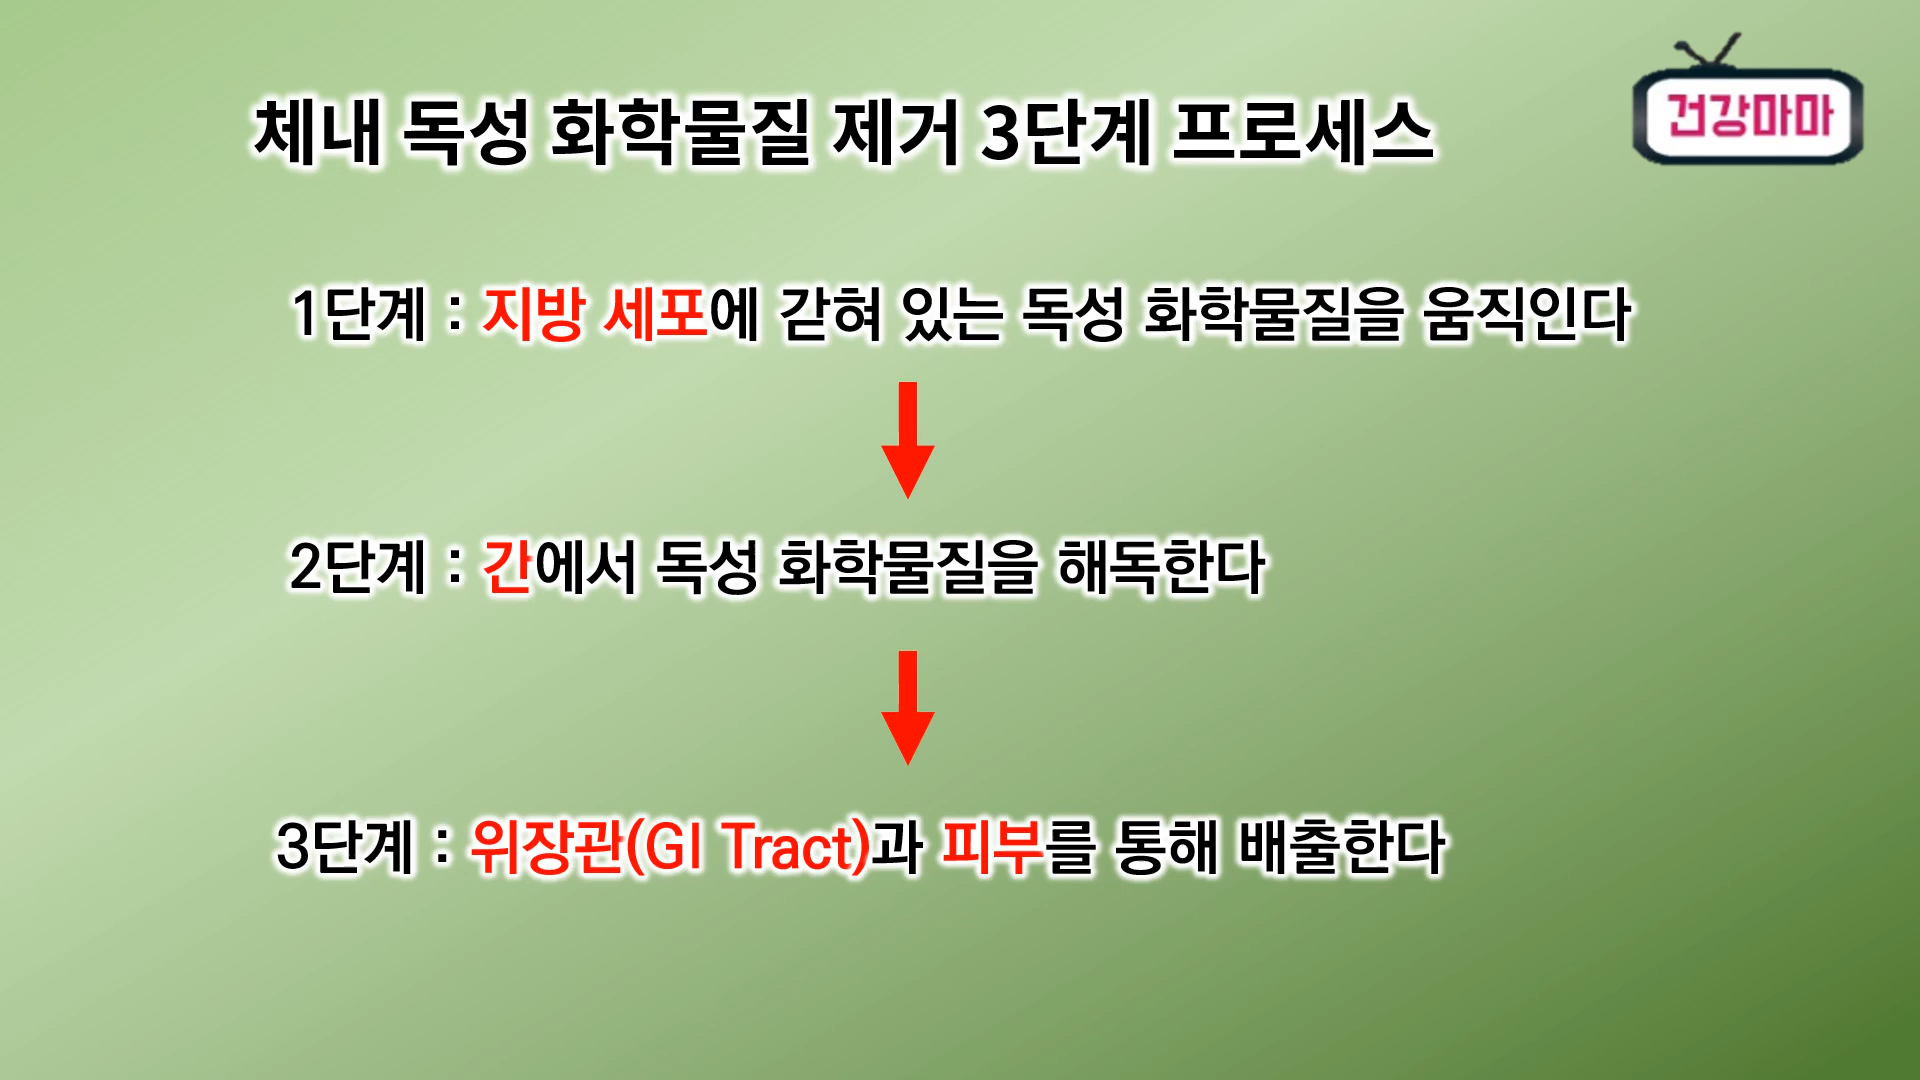 체내 독성 화학물질 제거 3단계 프로세스
건강마마
1단계 : 지방 세포에 갇혀 있는 독성 화학물질을 움직인다
2단계 : 간에서 독성 화학물질을 해독한다
3단계 : 위장관(GI Tract)과 피부를 통해 배출한다